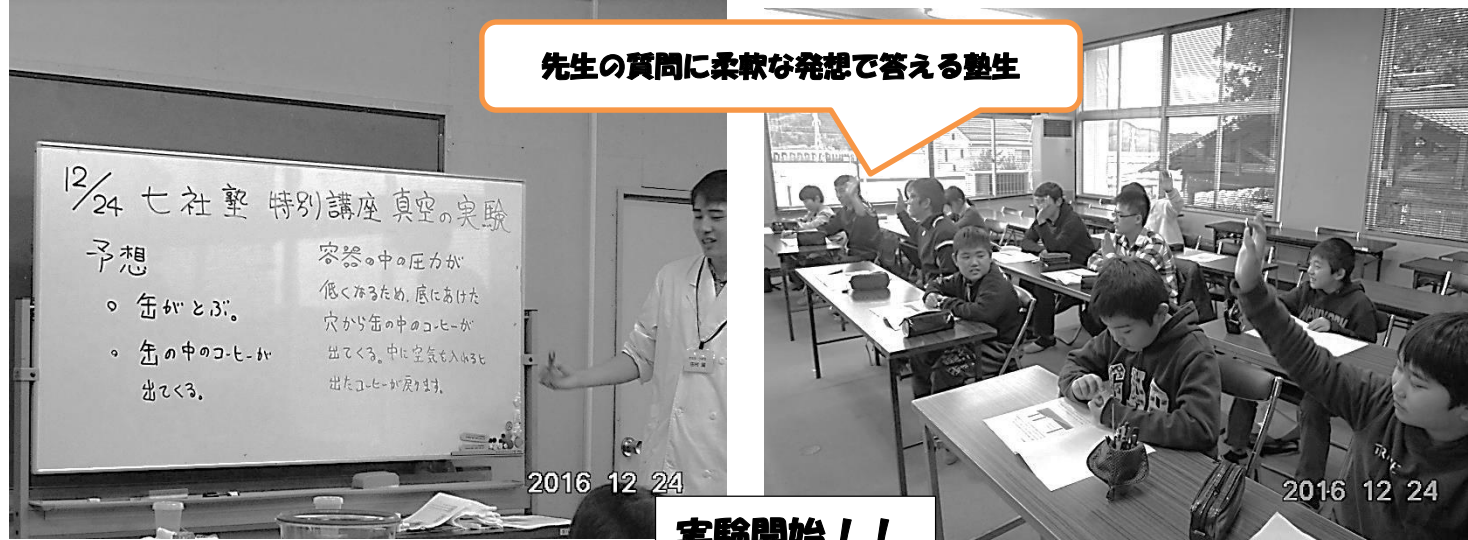 先生の質問に柔軟な発想で答える塾生
12/24 七社塾 特別講座 真空の実験
予想
。缶がとぶ。
。缶の中のコーヒーが
出てくる。
容器の中の圧力が
低くなるため、底にあけた
穴から缶の中のコーヒーが
出てくる。中に空気を入れると
出たコーヒーが戻ります。
2016 12 24
2016 12 24
実験開始！！